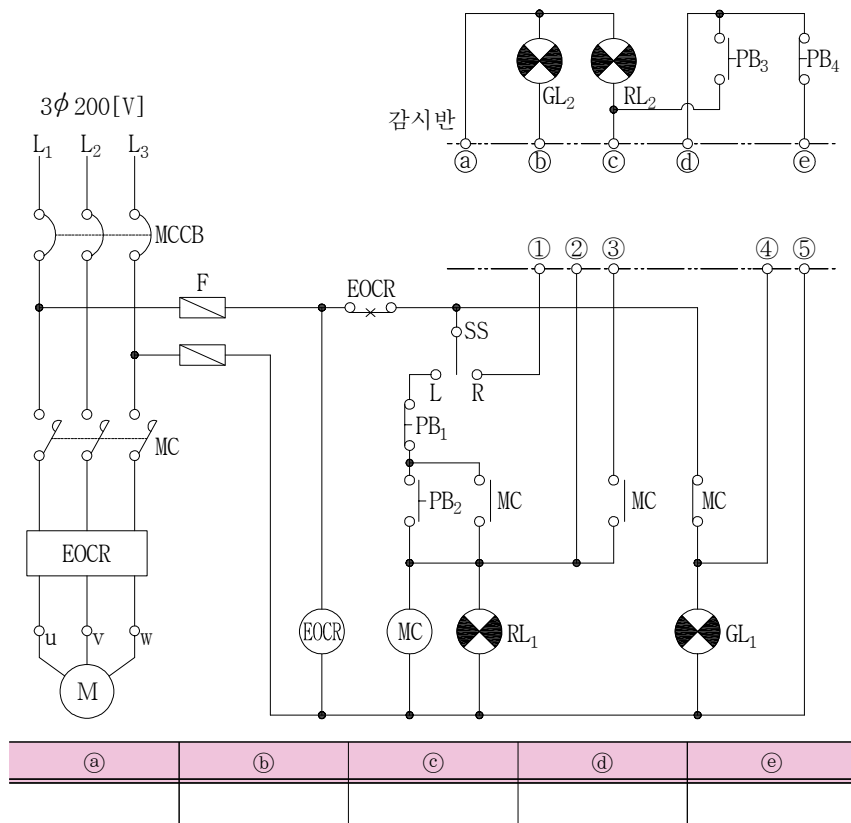 3φ 200[V]
L1 L2 L3
MCCB
F
EOCR
SS
L R
PB1
PB2
MC
MC
MC
MC
EOCR
u v w
M
EOCR
MC
RL1
GL1
① ② ③ ④ ⑤
감시반
GL2
RL2
PB3
PB4
ⓐ ⓑ ⓒ ⓓ ⓔ
ⓐ ⓑ ⓒ ⓓ ⓔ